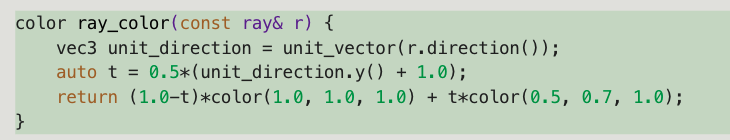 color ray_color(const ray& r) {
    vec3 unit_direction = unit_vector(r.direction());
    auto t = 0.5*(unit_direction.y() + 1.0);
    return (1.0-t)*color(1.0, 1.0, 1.0) + t*color(0.5, 0.7, 1.0);
}